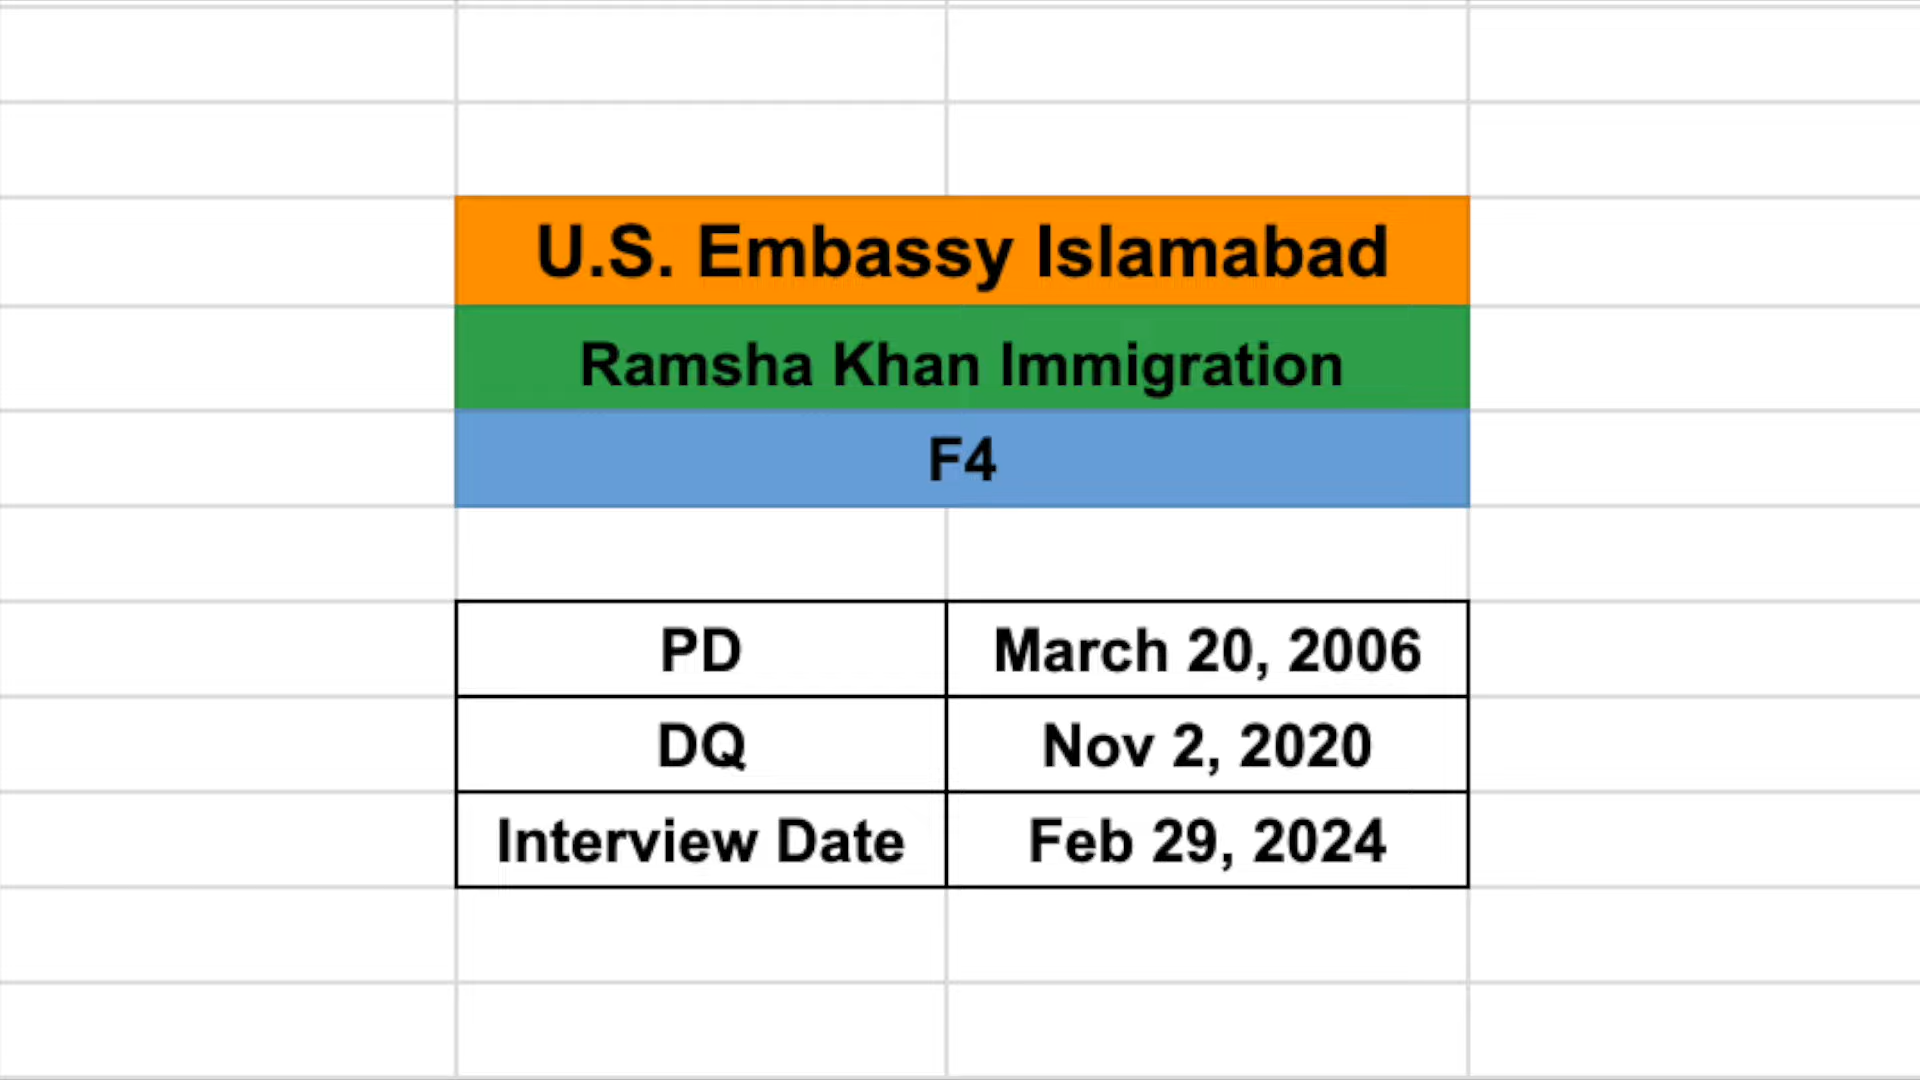 U.S. Embassy Islamabad
Ramsha Khan Immigration
F4
PD March 20, 2006
DQ Nov 2, 2020
Interview Date Feb 29, 2024